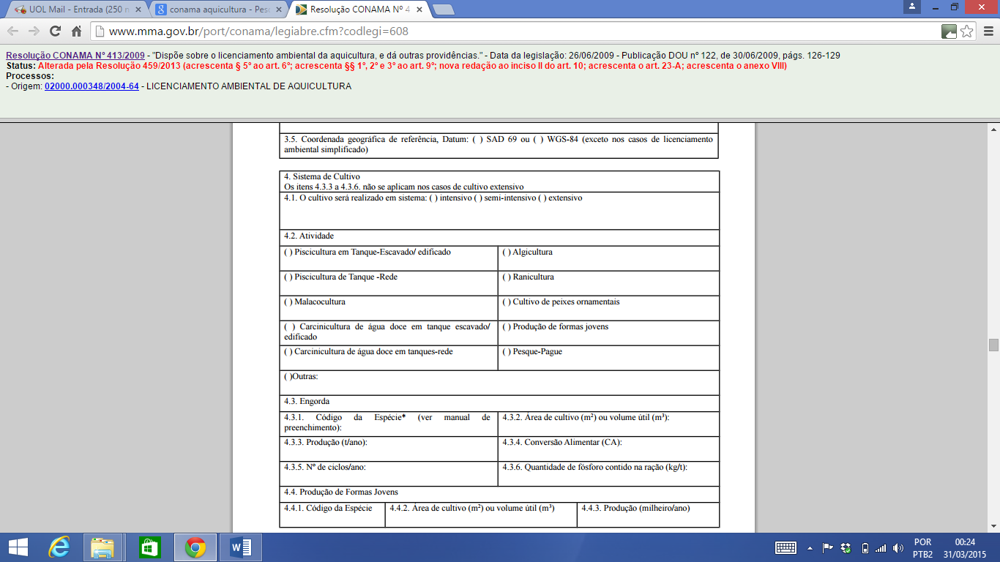 UOL Mail - Entrada (250 n
conama aquicultura - Pesq
Resolução CONAMA Nº 4
www.mma.gov.br/port/conama/legiabre.cfm?codlegi=608
Resolução CONAMA Nº 413/2009 - "Dispõe sobre o licenciamento ambiental da aquicultura, e dá outras providências." - Data da legislação: 26/06/2009 - Publicação DOU nº 122, de 30/06/2009, págs. 126-129
Status: Alterada pela Resolução 459/2013 (acrescenta § 5º ao art. 6º; acrescenta §§ 1º, 2º e 3º ao art. 9º; nova redação ao inciso II do art. 10; acrescenta o art. 23-A; acrescenta o anexo VIII)
Processos:
- Origem: 02000.000348/2004-64 - LICENCIAMENTO AMBIENTAL DE AQUICULTURA
3.5. Coordenada geográfica de referência, Datum: ( ) SAD 69 ou ( ) WGS-84 (exceto nos casos de licenciamento
ambiental simplificado)
4. Sistema de Cultivo
Os itens 4.3.3 a 4.3.6. não se aplicam nos casos de cultivo extensivo
4.1. O cultivo será realizado em sistema: ( ) intensivo ( ) semi-intensivo ( ) extensivo
4.2. Atividade
( ) Piscicultura em Tanque-Escavado/ edificado
( ) Algicultura
( ) Piscicultura de Tanque -Rede
( ) Ranicultura
( ) Malacocultura
( ) Cultivo de peixes ornamentais
( ) Carcinicultura de água doce em tanque escavado/
edificado
( ) Produção de formas jovens
( ) Carcinicultura de água doce em tanques-rede
( ) Pesque-Pague
( )Outras:
4.3. Engorda
4.3.1. Código da Espécie* (ver manual de
preenchimento):
4.3.2. Área de cultivo (m²) ou volume útil (m³):
4.3.3. Produção (t/ano):
4.3.4. Conversão Alimentar (CA):
4.3.5. Nº de ciclos/ano:
4.3.6. Quantidade de fósforo contido na ração (kg/t):
4.4. Produção de Formas Jovens
4.4.1. Código da Espécie
4.4.2. Área de cultivo (m²) ou volume útil (m³)
4.4.3. Produção (milheiro/ano)
POR
PTB2
00:24
31/03/2015